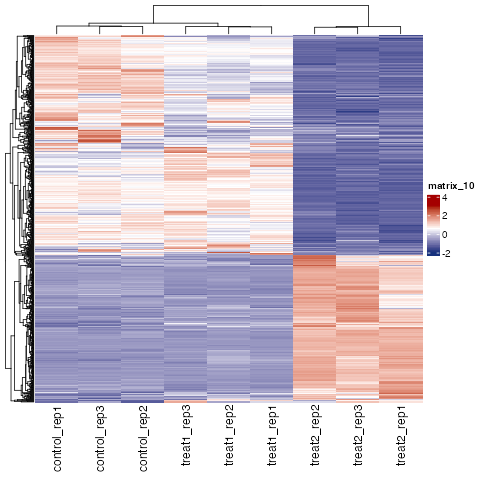 matrix_10
4
2
0
-2
control_rep1
control_rep3
control_rep2
treat1_rep3
treat1_rep2
treat1_rep1
treat2_rep2
treat2_rep3
treat2_rep1